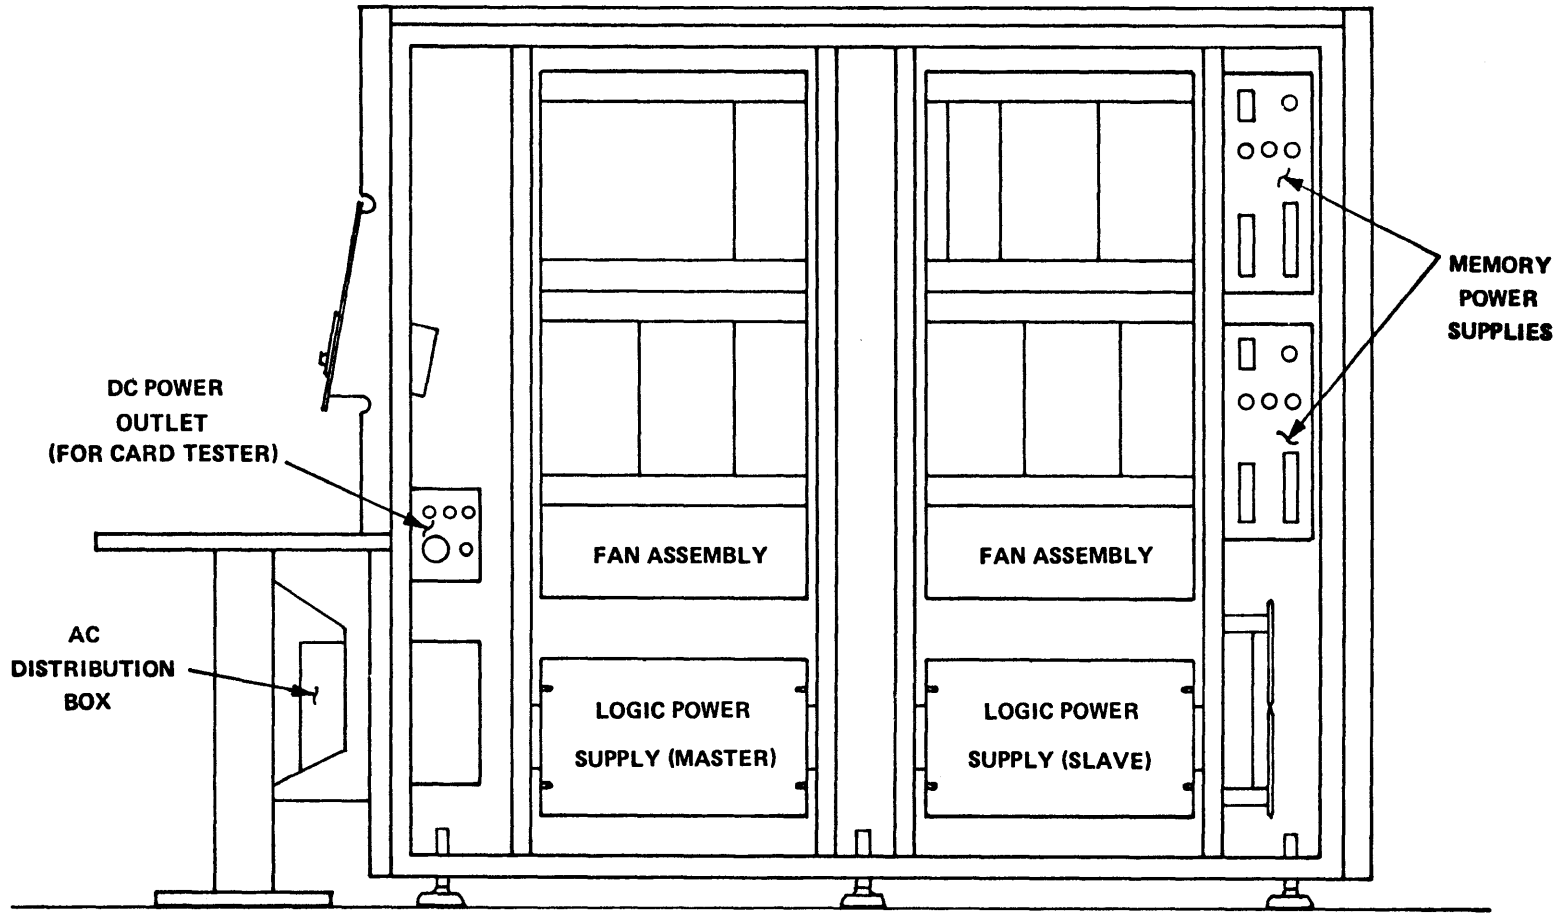 MEMORY
POWER
SUPPLIES
DC POWER
OUTLET
(FOR CARD TESTER)
FAN ASSEMBLY
FAN ASSEMBLY
AC
DISTRIBUTION
BOX
LOGIC POWER
SUPPLY (MASTER)
LOGIC POWER
SUPPLY (SLAVE)